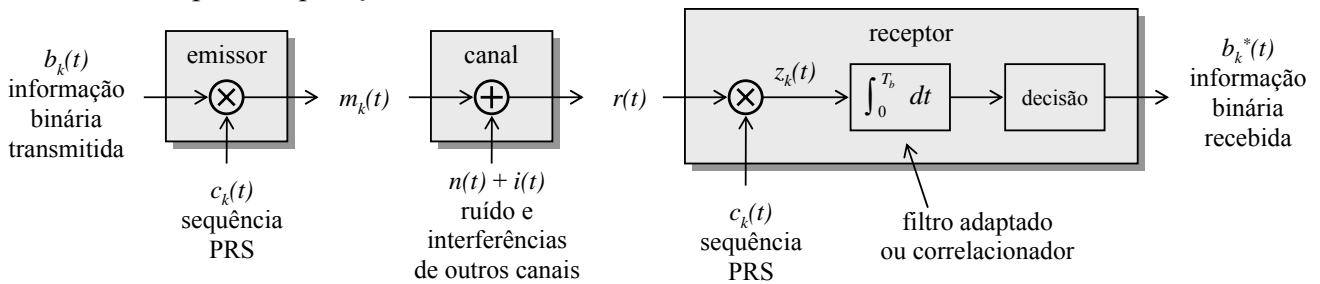 emissor
canal
receptor
b_k(t)
informação
binária
transmitida
m_k(t)
r(t)
z_k(t)
∫_0^{T_b} dt
decisão
b_k^*(t)
informação
binária
recebida
c_k(t)
sequência
PRS
n(t) + i(t)
ruído e
interferências
de outros canais
c_k(t)
sequência
PRS
filtro adaptado
ou correlacionador